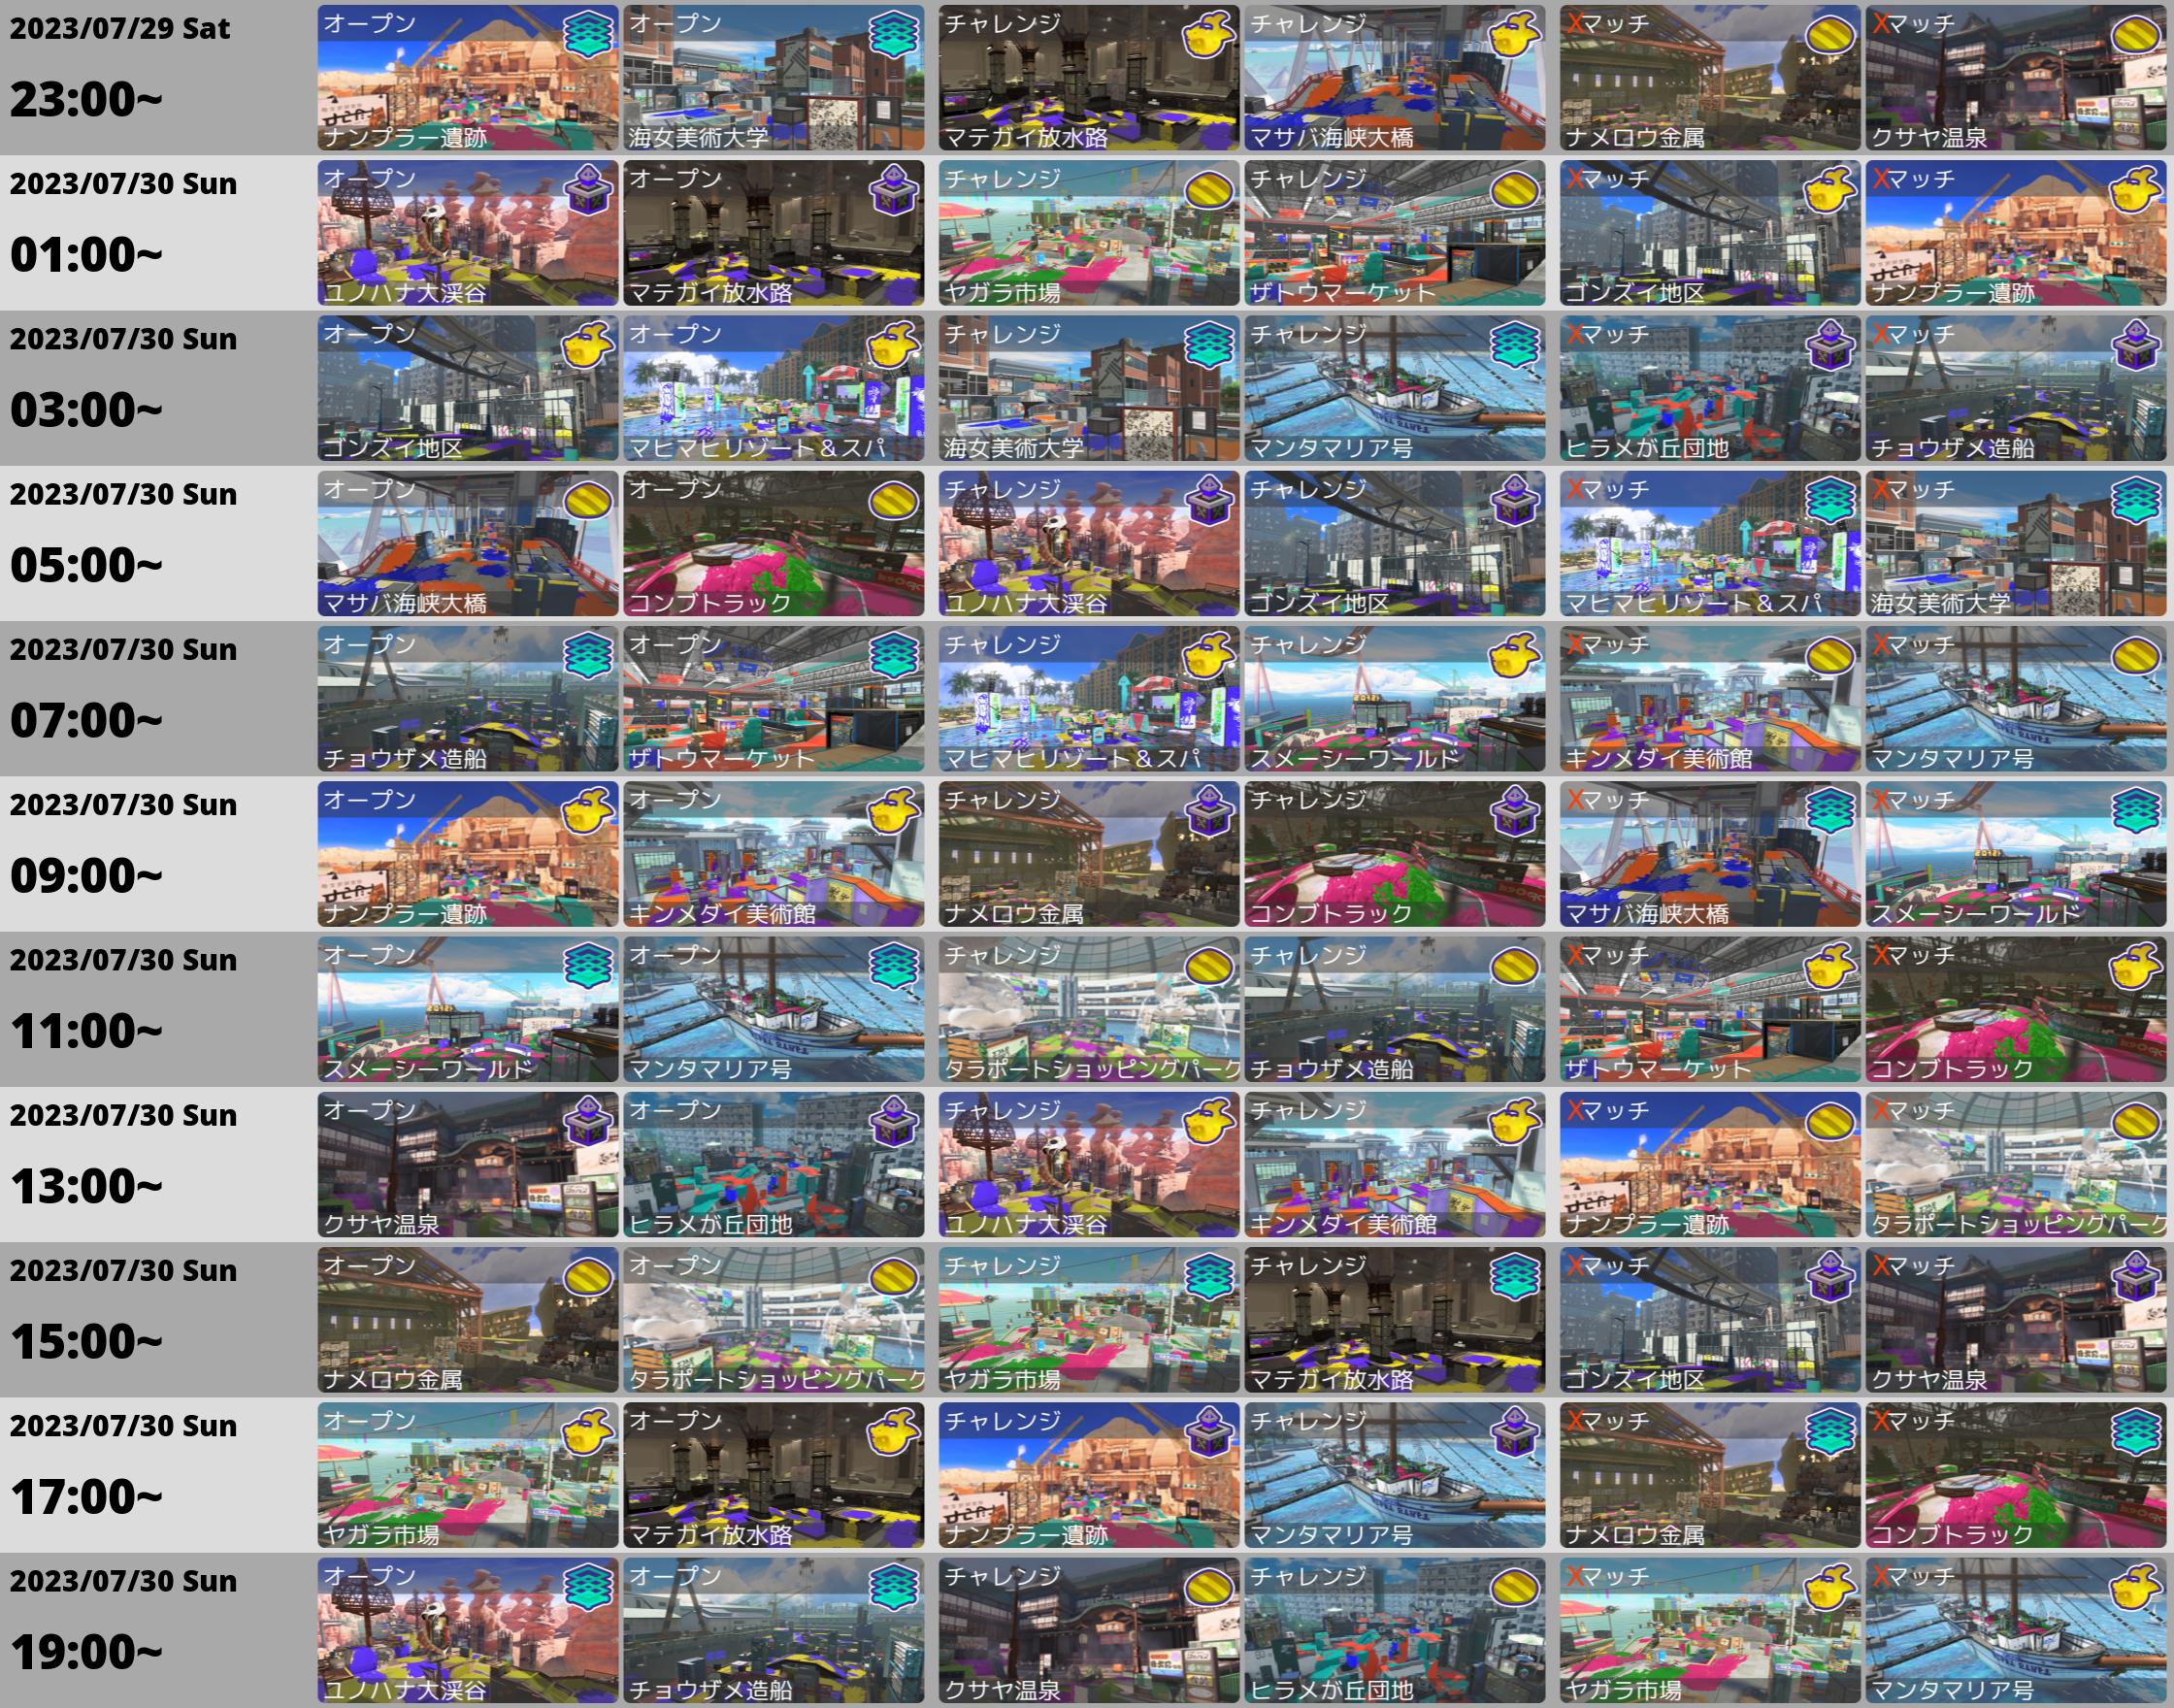 2023/07/29 Sat
23:00~
オープン オープン チャレンジ チャレンジ Xマッチ Xマッチ
ナンプラー遺跡 海女美術大学 マテガイ放水路 マサバ海峡大橋 ナメロウ金属 クサヤ温泉
2023/07/30 Sun
01:00~
オープン オープン チャレンジ チャレンジ Xマッチ Xマッチ
ユノハナ大渓谷 マテガイ放水路 ヤガラ市場 ザトウマーケット ゴンズイ地区 ナンプラー遺跡
2023/07/30 Sun
03:00~
オープン オープン チャレンジ チャレンジ Xマッチ Xマッチ
ゴンズイ地区 マヒマヒリゾート&スパ 海女美術大学 マンタマリア号 ヒラメが丘団地 チョウザメ造船
2023/07/30 Sun
05:00~
オープン オープン チャレンジ チャレンジ Xマッチ Xマッチ
マサバ海峡大橋 コンブトラック ユノハナ大渓谷 ゴンズイ地区 マヒマヒリゾート&スパ 海女美術大学
2023/07/30 Sun
07:00~
オープン オープン チャレンジ チャレンジ Xマッチ Xマッチ
チョウザメ造船 ザトウマーケット マヒマヒリゾート&スパ スメーシーワールド キンメダイ美術館 マンタマリア号
2023/07/30 Sun
09:00~
オープン オープン チャレンジ チャレンジ Xマッチ Xマッチ
ナンプラー遺跡 キンメダイ美術館 ナメロウ金属 コンブトラック マサバ海峡大橋 スメーシーワールド
2023/07/30 Sun
11:00~
オープン オープン チャレンジ チャレンジ Xマッチ Xマッチ
スメーシーワールド マンタマリア号 タラポートショッピングパーク チョウザメ造船 ザトウマーケット コンブトラック
2023/07/30 Sun
13:00~
オープン オープン チャレンジ チャレンジ Xマッチ Xマッチ
クサヤ温泉 ヒラメが丘団地 ユノハナ大渓谷 キンメダイ美術館 ナンプラー遺跡 タラポートショッピングパーク
2023/07/30 Sun
15:00~
オープン オープン チャレンジ チャレンジ Xマッチ Xマッチ
ナメロウ金属 タラポートショッピングパーク ヤガラ市場 マテガイ放水路 ゴンズイ地区 クサヤ温泉
2023/07/30 Sun
17:00~
オープン オープン チャレンジ チャレンジ Xマッチ Xマッチ
ヤガラ市場 マテガイ放水路 ナンプラー遺跡 マンタマリア号 ナメロウ金属 コンブトラック
2023/07/30 Sun
19:00~
オープン オープン チャレンジ チャレンジ Xマッチ Xマッチ
ユノハナ大渓谷 チョウザメ造船 クサヤ温泉 ヒラメが丘団地 ヤガラ市場 マンタマリア号